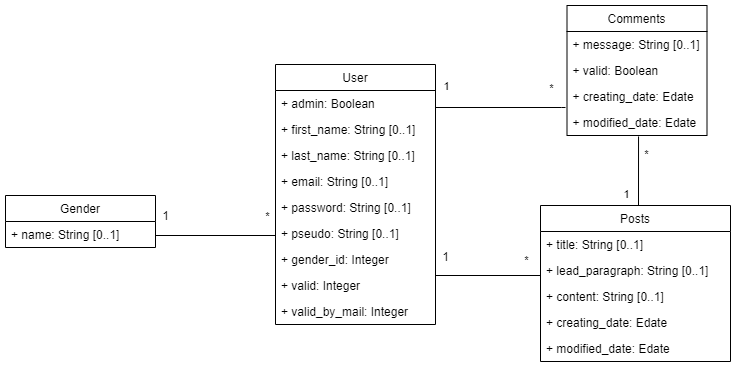 Comments
+ message: String [0..1]
+ valid: Boolean
+ creating_date: Edate
+ modified_date: Edate
User
+ admin: Boolean
+ first_name: String [0..1]
+ last_name: String [0..1]
+ email: String [0..1]
+ password: String [0..1]
+ pseudo: String [0..1]
+ gender_id: Integer
+ valid: Integer
+ valid_by_mail: Integer
1
*
*
1
Gender
+ name: String [0..1]
1
*
1
*
Posts
+ title: String [0..1]
+ lead_paragraph: String [0..1]
+ content: String [0..1]
+ creating_date: Edate
+ modified_date: Edate